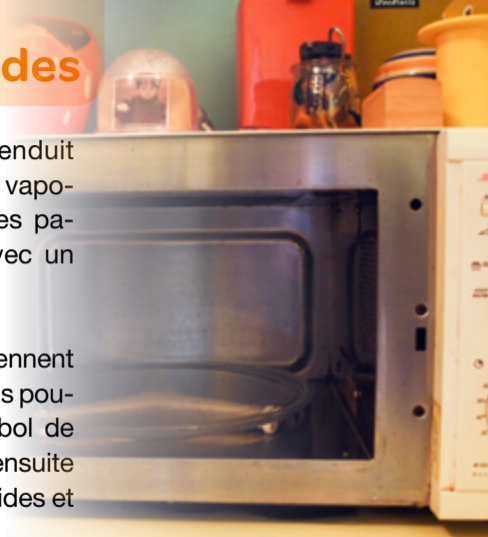 des
enduit
vapo-
es pa-
vec un
ennent
s pou-
bol de
ensuite
ides et